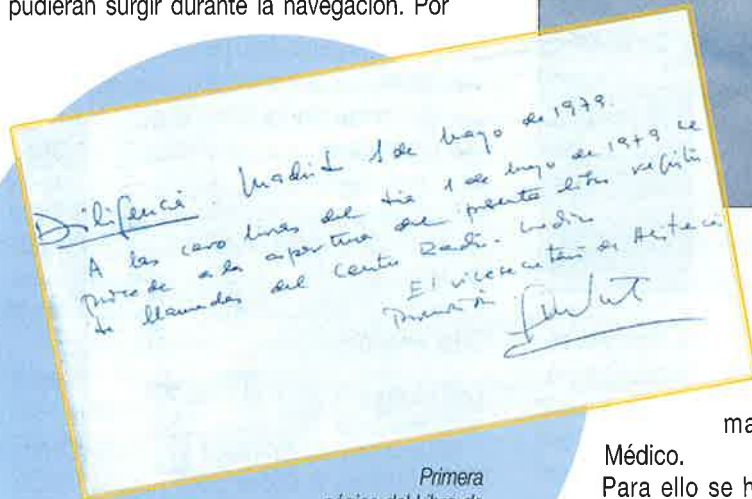 pudieran surgir durante la navegación. Por
Diligencia. Madrid 1 de Mayo de 1979.
A las cero horas del día 1 de mayo de 1979 se
procede a la apertura del presente libro registro
de llamadas del Centro Radio-médico
El vicesecretario de Asistencia
Primera
página del Libro de
ma
Médico.
Para ello se h